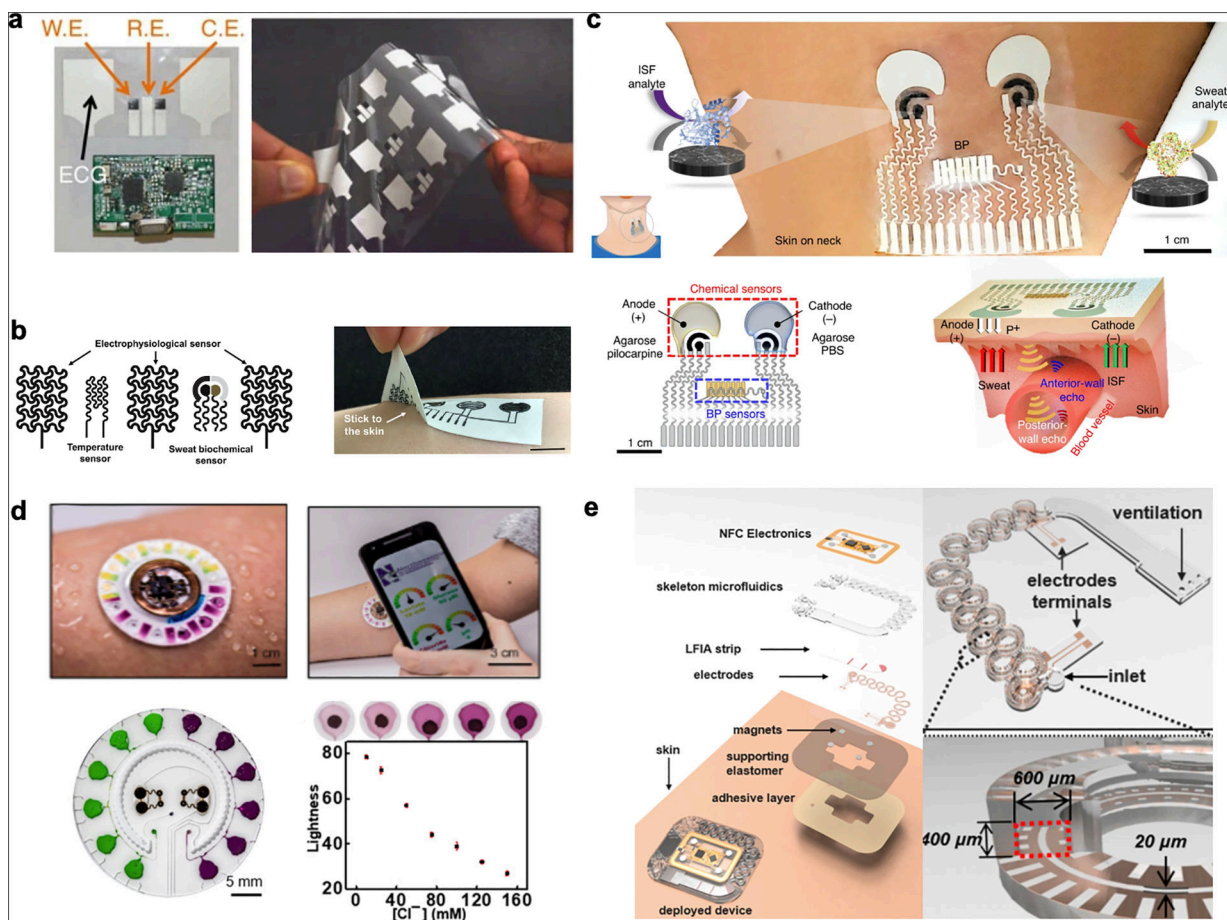 a
W.E. R.E. C.E.
ECG
b
Electrophysiological sensor
Temperature
sensor
Sweat biochemical
sensor
Stick to
the skin
c
ISF
analyte
Sweat
analyte
BP
Skin on neck
1 cm
Chemical sensors
Anode
(+)
Cathode
(–)
Agarose
pilocarpine
Agarose
PBS
BP sensors
1 cm
Anode
(+)
P+
Cathode
(–)
Sweat
ISF
Anterior-wall
echo
Skin
Posterior-
wall echo
Blood vessel
d
1 cm
3 cm
5 mm
Lightness
80
60
40
20
0 40 80 120 160
[Cl⁻] (mM)
e
NFC Electronics
skeleton microfluidics
LFIA strip
electrodes
magnets
skin
supporting
elastomer
adhesive layer
deployed device
ventilation
electrodes
terminals
inlet
600 µm
400 µm
20 µm